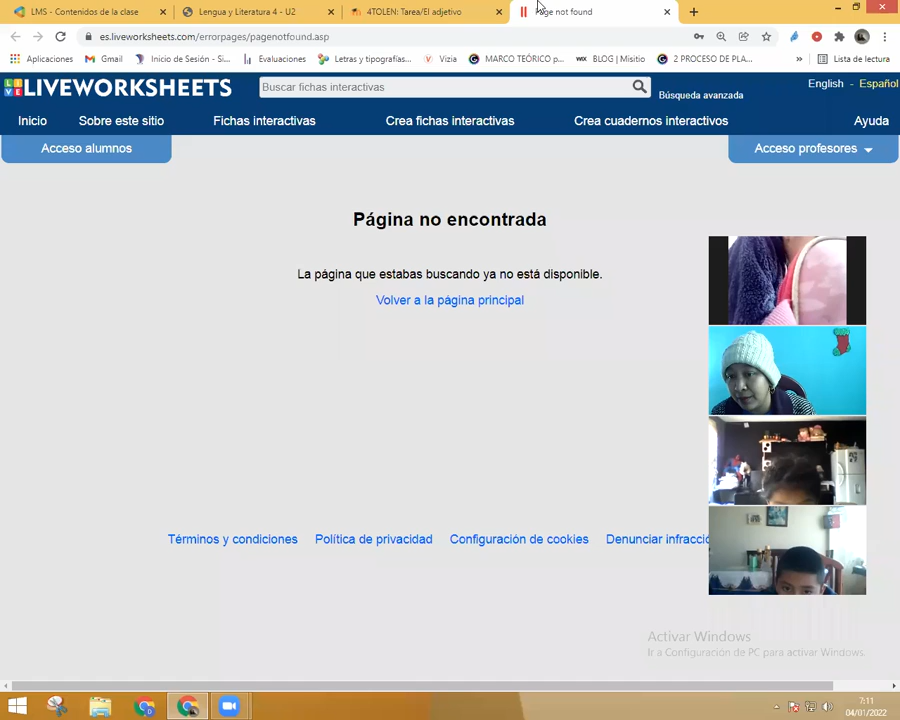 LMS - Contenidos de la clase
Lengua y Literatura 4 - U2
4TOLEN: Tarea/El adjetivo
Page not found
es.liveworksheets.com/errorpages/pagenotfound.asp
Aplicaciones
Gmail
Inicio de Sesión - Si...
Evaluaciones
Letras y tipografías...
Vizia
MARCO TEÓRICO p...
WIX BLOG | Misitio
2 PROCESO DE PLA...
»
Lista de lectura
LIVE LIVEWORKSHEETS
Buscar fichas interactivas
Búsqueda avanzada
English - Español
Inicio
Sobre este sitio
Fichas interactivas
Crea fichas interactivas
Crea cuadernos interactivos
Ayuda
Acceso alumnos
Acceso profesores
Página no encontrada
La página que estabas buscando ya no está disponible.
Volver a la página principal
Términos y condiciones
Política de privacidad
Configuración de cookies
Denunciar infracció
Activar Windows
Ir a Configuración de PC para activar Windows.
7:11
04/01/2022